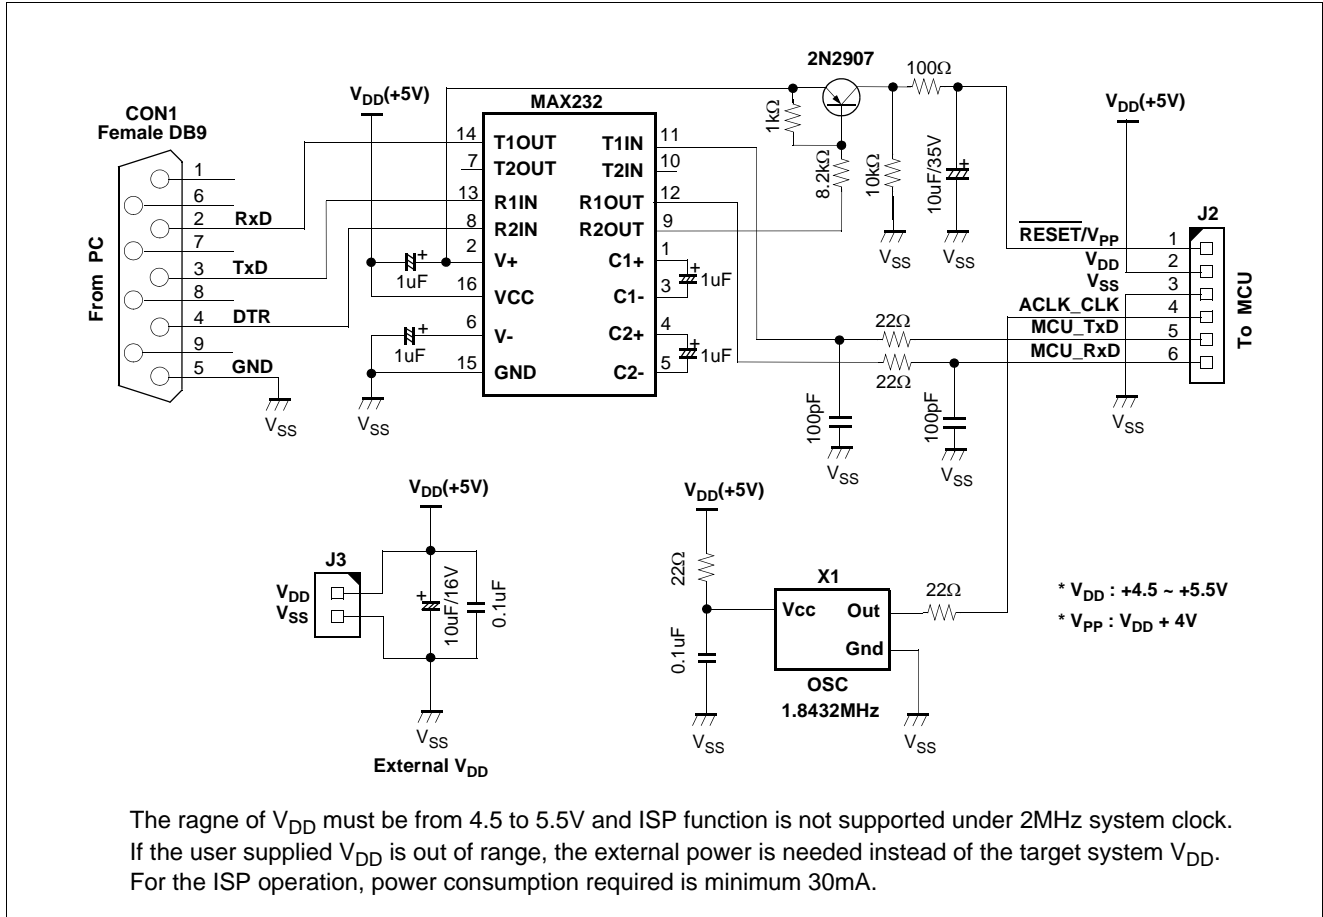 2N2907
100Ω
1kΩ
8.2kΩ
10kΩ
10uF/35V
VDD(+5V)
VDD(+5V)
CON1
Female DB9
From PC
1
6
2 RxD
7
3 TxD
8
4 DTR
9
5 GND
VSS
MAX232
14 T1OUT T1IN 11
7 T2OUT T2IN 10
13 R1IN R1OUT 12
8 R2IN R2OUT 9
2 V+ C1+ 1
16 VCC C1- 3
6 V- C2+ 4
15 GND C2- 5
+
1uF
+
1uF
+
1uF
+
1uF
VSS
+
VSS
VSS
J2
RESET/VPP 1
VDD 2
VSS 3
ACLK_CLK 4
MCU_TxD 5
MCU_RxD 6
To MCU
VSS
22Ω
22Ω
100pF
100pF
VSS
VSS
VDD(+5V)
J3
VDD
VSS
+
10uF/16V
0.1uF
VSS
External VDD
VDD(+5V)
22Ω
0.1uF
VSS
X1
Vcc Out
Gnd
OSC
1.8432MHz
22Ω
VSS
* VDD : +4.5 ~ +5.5V
* VPP : VDD + 4V
The ragne of VDD must be from 4.5 to 5.5V and ISP function is not supported under 2MHz system clock.
If the user supplied VDD is out of range, the external power is needed instead of the target system VDD.
For the ISP operation, power consumption required is minimum 30mA.